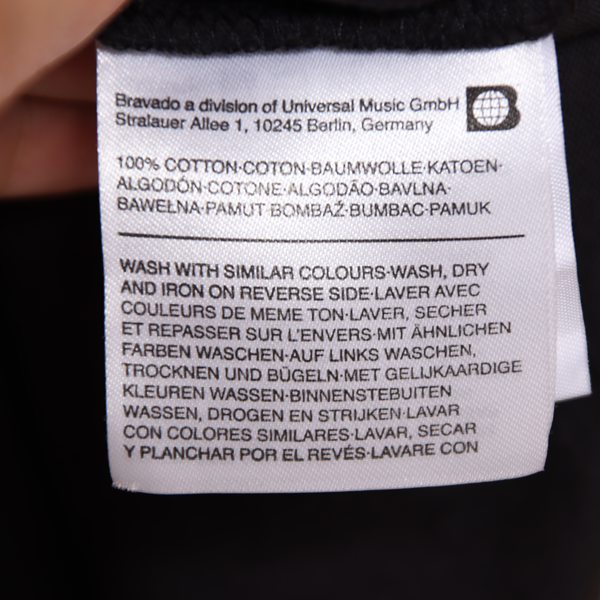 Bravado a division of Universal Music GmbH
Stralauer Allee 1, 10245 Berlin, Germany
B
100% COTTON·COTON·BAUMWOLLE·KATOEN·
ALGODÓN·COTONE·ALGODÃO·BAVLNA·
BAWEŁNA·PAMUT·BOMBAŽ·BUMBAC·PAMUK
WASH WITH SIMILAR COLOURS·WASH, DRY
AND IRON ON REVERSE SIDE·LAVER AVEC
COULEURS DE MEME TON·LAVER, SECHER
ET REPASSER SUR L'ENVERS·MIT ÄHNLICHEN
FARBEN WASCHEN·AUF LINKS WASCHEN,
TROCKNEN UND BÜGELN·MET GELIJKAARDIGE
KLEUREN WASSEN·BINNENSTEBUITEN
WASSEN, DROGEN EN STRIJKEN·LAVAR
CON COLORES SIMILARES·LAVAR, SECAR
Y PLANCHAR POR EL REVÉS·LAVARE CON